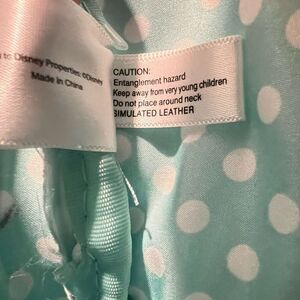 to Disney Properties: ©Disney
Made in China
CAUTION:
Entanglement hazard
Keep away from very young children
Do not place around neck
SIMULATED LEATHER